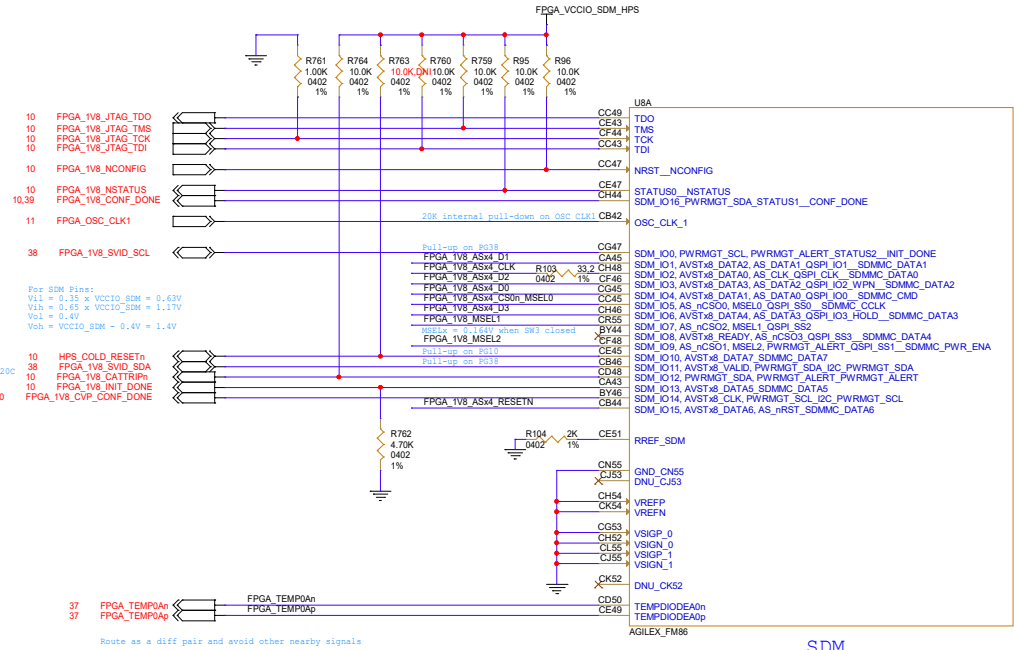 FPGA_VCCIO_SDM_HPS
R761 R764 R763 R760 R759 R95 R96
1.00K 10.0K 10.0K,DNI 10.0K 10.0K 10.0K 10.0K
0402 0402 0402 0402 0402 0402 0402
1% 1% 1% 1% 1% 1% 1%
U8A
10 FPGA_1V8_JTAG_TDO CC49 TDO
10 FPGA_1V8_JTAG_TMS CE43 TMS
10 FPGA_1V8_JTAG_TCK CF44 TCK
10 FPGA_1V8_JTAG_TDI CC43 TDI
10 FPGA_1V8_NCONFIG CC47 NRST__NCONFIG
10 FPGA_1V8_NSTATUS CE47 STATUS0__NSTATUS
10,39 FPGA_1V8_CONF_DONE CH44 SDM_IO16_PWRMGT_SDA_STATUS1__CONF_DONE
11 FPGA_OSC_CLK1 20K internal pull-down on OSC CLK1 CB42 OSC_CLK_1
Pull-up on PG38
38 FPGA_1V8_SVID_SCL CG47 SDM_IO0, PWRMGT_SCL, PWRMGT_ALERT_STATUS2__INIT_DONE
FPGA_1V8_ASx4_D1 CA45 SDM_IO1, AVSTx8_DATA2, AS_DATA1_QSPI_IO1__SDMMC_DATA1
FPGA_1V8_ASx4_CLK R103 33.2 0402 1% CH48 SDM_IO2, AVSTx8_DATA0, AS_CLK_QSPI_CLK__SDMMC_DATA0
FPGA_1V8_ASx4_D2 CF46 SDM_IO3, AVSTx8_DATA3, AS_DATA2_QSPI_IO2_WPN__SDMMC_DATA2
FPGA_1V8_ASx4_D0 CG45 SDM_IO4, AVSTx8_DATA1, AS_DATA0_QSPI_IO0__SDMMC_CMD
FPGA_1V8_ASx4_CS0n_MSEL0 CC45 SDM_IO5, AS_nCSO0, MSEL0_QSPI_SS0__SDMMC_CCLK
FPGA_1V8_ASx4_D3 CH46 SDM_IO6, AVSTx8_DATA4, AS_DATA3_QSPI_IO3_HOLD__SDMMC_DATA3
FPGA_1V8_MSEL1 CR55 SDM_IO7, AS_nCSO2, MSEL1_QSPI_SS2
MSELx = 0.164V when SW3 closed BY44 SDM_IO8, AVSTx8_READY, AS_nCSO3_QSPI_SS3__SDMMC_DATA4
FPGA_1V8_MSEL2 CF48 SDM_IO9, AS_nCSO1, MSEL2, PWRMGT_ALERT_QSPI_SS1__SDMMC_PWR_ENA
For SDM Pins:
Vil = 0.35 x VCCIO_SDM = 0.63V
Vih = 0.65 x VCCIO_SDM = 1.17V
Vol = 0.4V
Voh = VCCIO_SDM - 0.4V = 1.4V
10 HPS_COLD_RESETn Pull-up on PG10 CE45 SDM_IO10, AVSTx8_DATA7_SDMMC_DATA7
38 FPGA_1V8_SVID_SDA Pull-up on PG38 CB46 SDM_IO11, AVSTx8_VALID, PWRMGT_SDA_I2C_PWRMGT_SDA
20C
10 FPGA_1V8_CATTRIPn CD48 SDM_IO12, PWRMGT_SDA, PWRMGT_ALERT_PWRMGT_ALERT
10 FPGA_1V8_INIT_DONE CA43 SDM_IO13, AVSTx8_DATA5_SDMMC_DATA5
0 FPGA_1V8_CVP_CONF_DONE BY46 SDM_IO14, AVSTx8_CLK, PWRMGT_SCL_I2C_PWRMGT_SCL
FPGA_1V8_ASx4_RESETN CB44 SDM_IO15, AVSTx8_DATA6, AS_nRST_SDMMC_DATA6
R762
4.70K
0402
1%
R104 2K CE51 RREF_SDM
0402 1%
CN55 GND_CN55
CJ53 DNU_CJ53
CH54 VREFP
CK54 VREFN
CG53 VSIGP_0
CH52 VSIGN_0
CL55 VSIGP_1
CJ55 VSIGN_1
CK52 DNU_CK52
37 FPGA_TEMP0An FPGA_TEMP0An CD50 TEMPDIODEA0n
37 FPGA_TEMP0Ap FPGA_TEMP0Ap CE49 TEMPDIODEA0p
AGILEX_FM86
Route as a diff pair and avoid other nearby signals
SDM